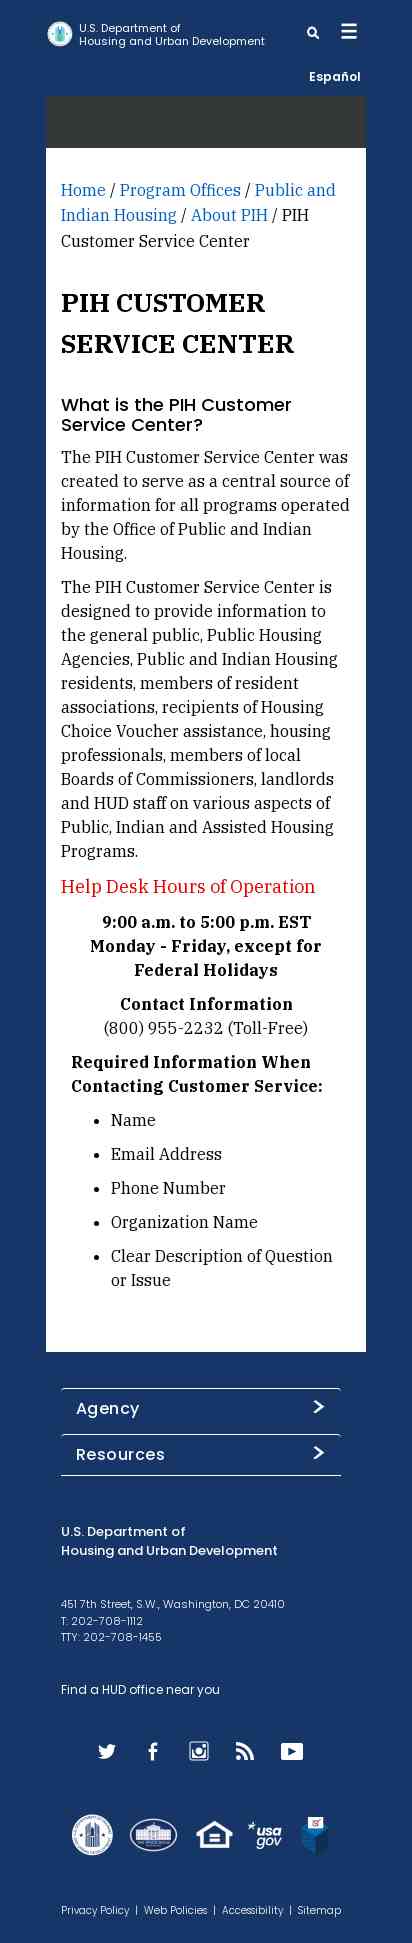 U.S. Department of
Housing and Urban Development
Español
Home / Program Offices / Public and
Indian Housing / About PIH / PIH
Customer Service Center
PIH CUSTOMER
SERVICE CENTER
What is the PIH Customer
Service Center?
The PIH Customer Service Center was
created to serve as a central source of
information for all programs operated
by the Office of Public and Indian
Housing.
The PIH Customer Service Center is
designed to provide information to
the general public, Public Housing
Agencies, Public and Indian Housing
residents, members of resident
associations, recipients of Housing
Choice Voucher assistance, housing
professionals, members of local
Boards of Commissioners, landlords
and HUD staff on various aspects of
Public, Indian and Assisted Housing
Programs.
Help Desk Hours of Operation
9:00 a.m. to 5:00 p.m. EST
Monday - Friday, except for
Federal Holidays
Contact Information
(800) 955-2232 (Toll-Free)
Required Information When
Contacting Customer Service:
• Name
• Email Address
• Phone Number
• Organization Name
• Clear Description of Question
or Issue
Agency
Resources
U.S. Department of
Housing and Urban Development
451 7th Street, S.W., Washington, DC 20410
T: 202-708-1112
TTY: 202-708-1455
Find a HUD office near you
usa
gov
Privacy Policy | Web Policies | Accessibility | Sitemap